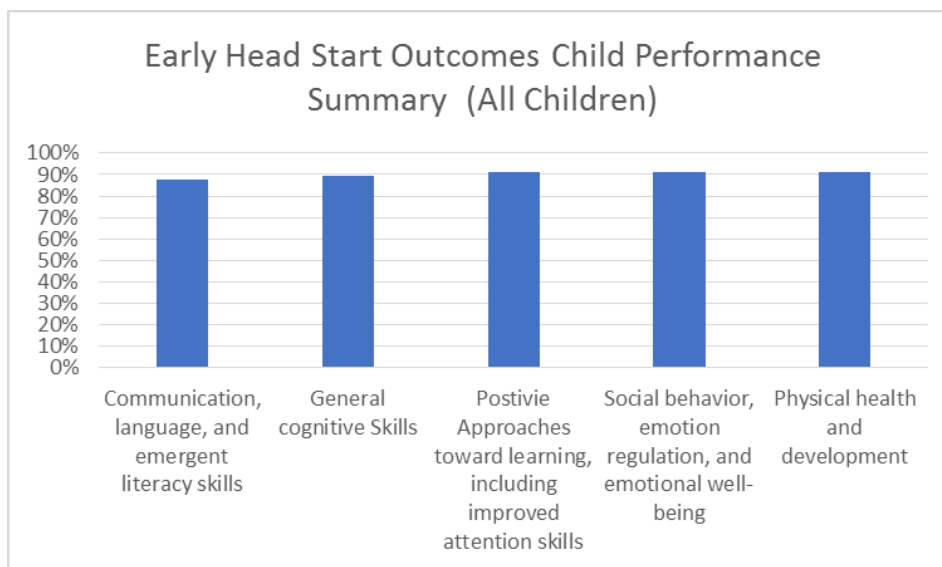 Early Head Start Outcomes Child Performance
Summary (All Children)
100%
90%
80%
70%
60%
50%
40%
30%
20%
10%
0%
Communication,
language, and
emergent
literacy skills
General
cognitive Skills
Postivie
Approaches
toward learning,
including
improved
attention skills
Social behavior,
emotion
regulation, and
emotional well-
being
Physical health
and
development